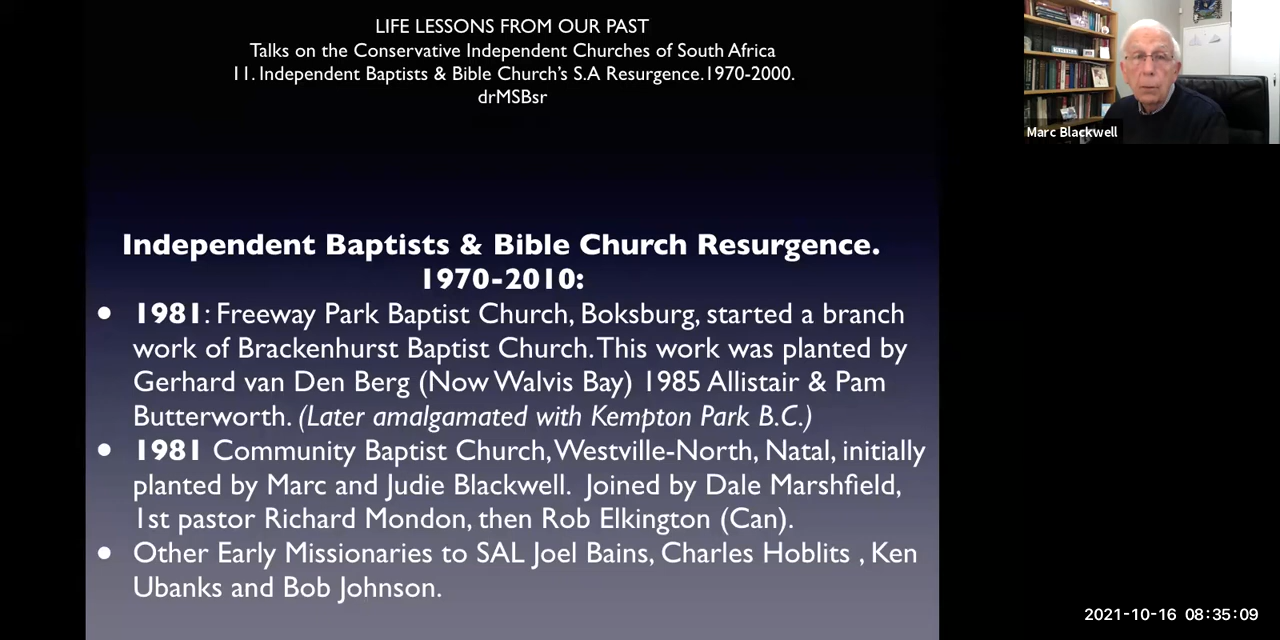 LIFE LESSONS FROM OUR PAST
Talks on the Conservative Independent Churches of South Africa
11. Independent Baptists & Bible Church's S.A Resurgence.1970-2000.
drMSBsr
Marc Blackwell
Independent Baptists & Bible Church Resurgence.
1970-2010:
• 1981: Freeway Park Baptist Church, Boksburg, started a branch
work of Brackenhurst Baptist Church. This work was planted by
Gerhard van Den Berg (Now Walvis Bay) 1985 Allistair & Pam
Butterworth. (Later amalgamated with Kempton Park B.C.)
• 1981 Community Baptist Church, Westville-North, Natal, initially
planted by Marc and Judie Blackwell. Joined by Dale Marshfield,
1st pastor Richard Mondon, then Rob Elkington (Can).
• Other Early Missionaries to SAL Joel Bains, Charles Hoblits , Ken
Ubanks and Bob Johnson.
2021-10-16 08:35:09